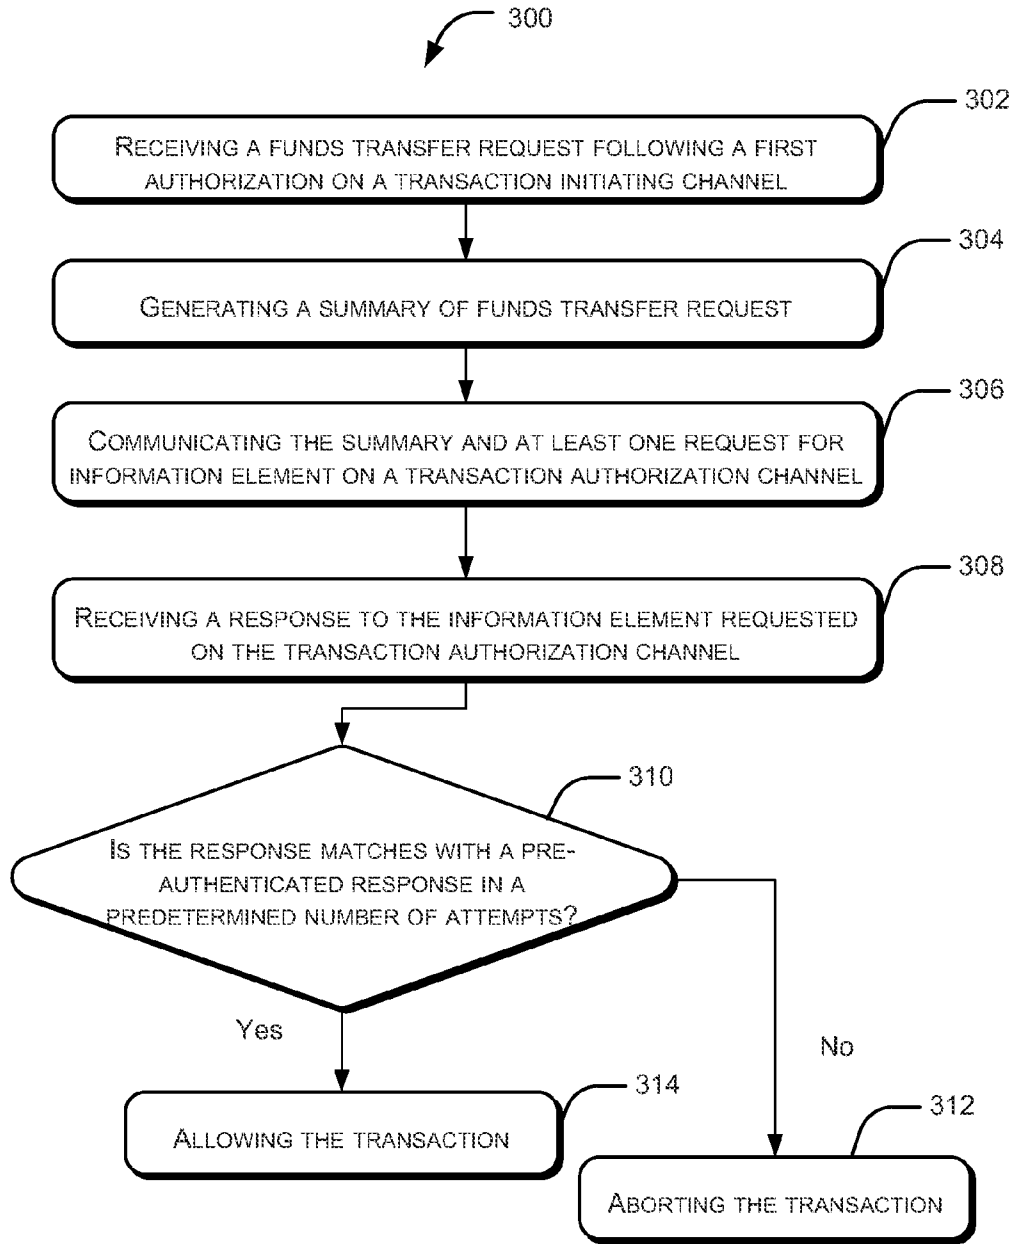 300
302
RECEIVING A FUNDS TRANSFER REQUEST FOLLOWING A FIRST
AUTHORIZATION ON A TRANSACTION INITIATING CHANNEL
304
GENERATING A SUMMARY OF FUNDS TRANSFER REQUEST
306
COMMUNICATING THE SUMMARY AND AT LEAST ONE REQUEST FOR
INFORMATION ELEMENT ON A TRANSACTION AUTHORIZATION CHANNEL
308
RECEIVING A RESPONSE TO THE INFORMATION ELEMENT REQUESTED
ON THE TRANSACTION AUTHORIZATION CHANNEL
310
IS THE RESPONSE MATCHES WITH A PRE-
AUTHENTICATED RESPONSE IN A
PREDETERMINED NUMBER OF ATTEMPTS?
Yes
No
314
ALLOWING THE TRANSACTION
312
ABORTING THE TRANSACTION